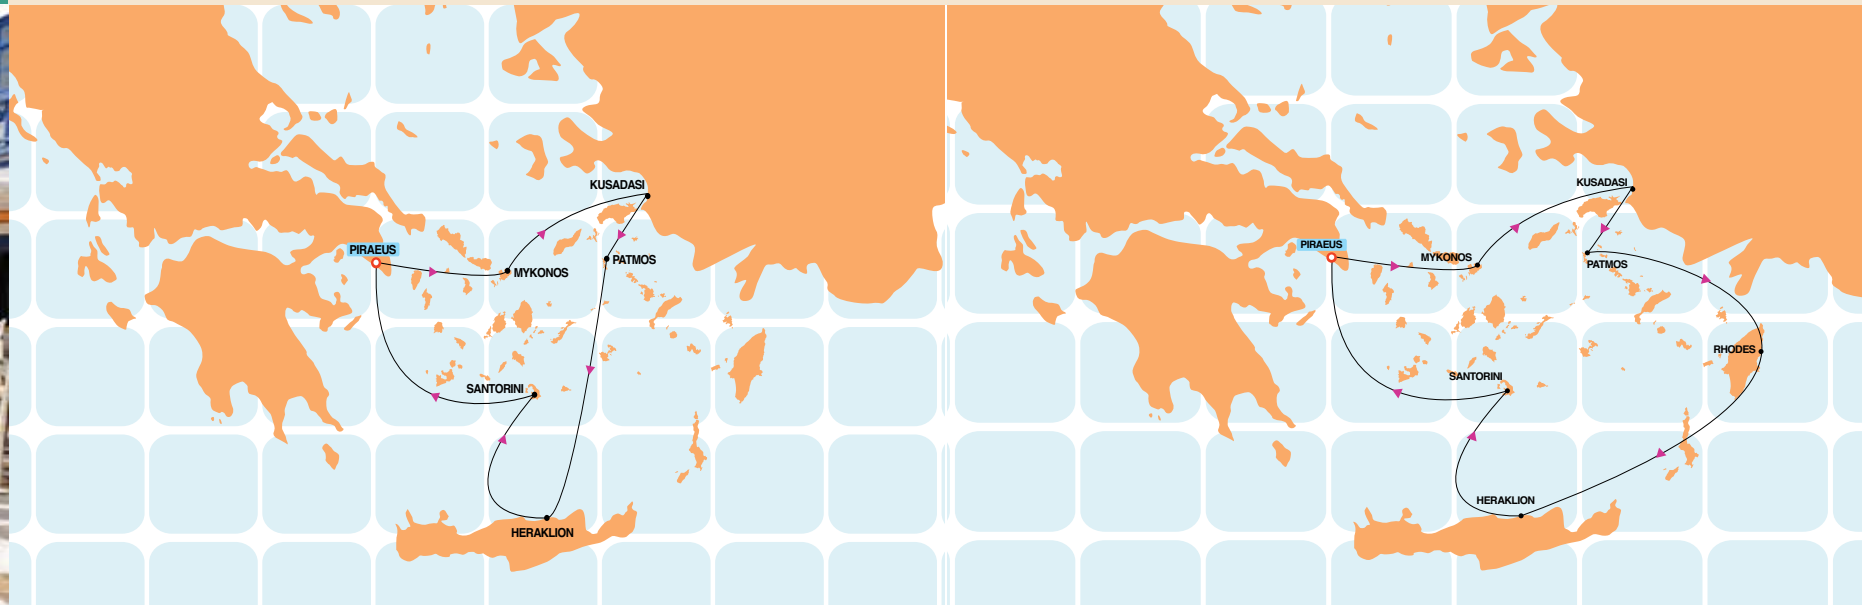 KUSADASI
PIRAEUS
MYKONOS
PATMOS
SANTORINI
HERAKLION
KUSADASI
PIRAEUS
MYKONOS
PATMOS
RHODES
SANTORINI
HERAKLION